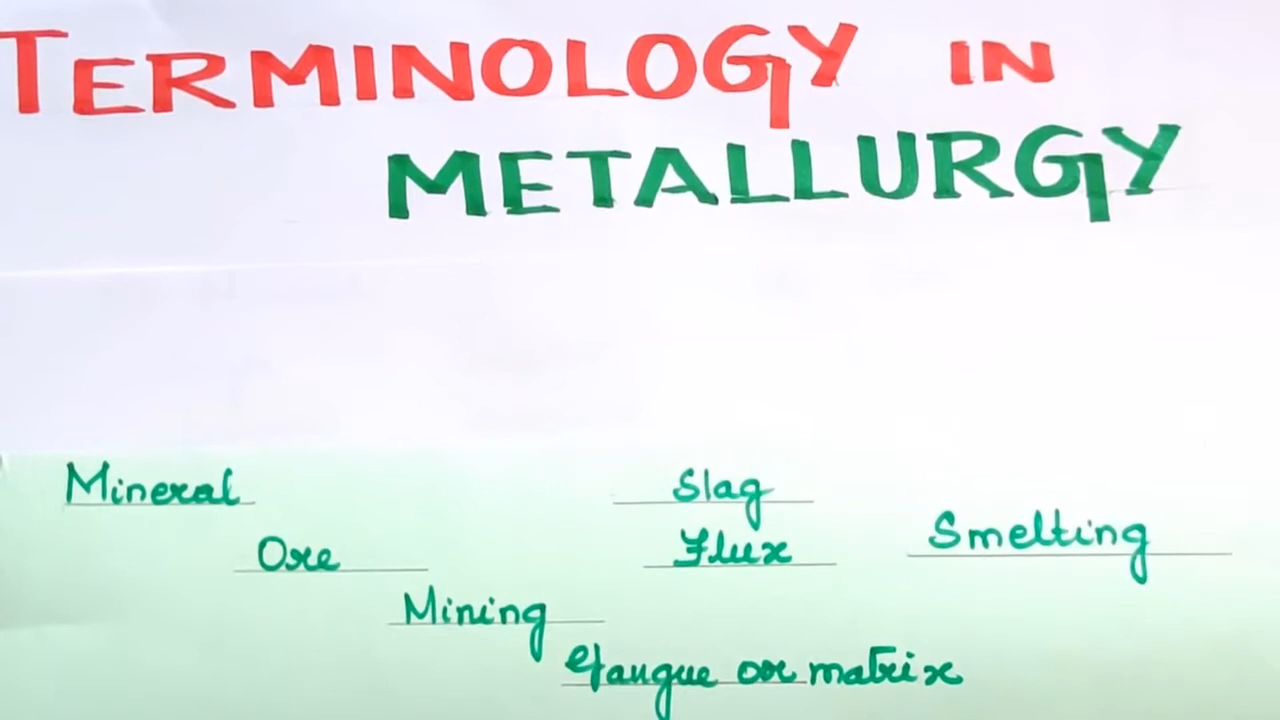 TERMINOLOGY IN
METALLURGY
Mineral
Ore
Mining
Slag
Flux
Smelting
Gangue or matrix